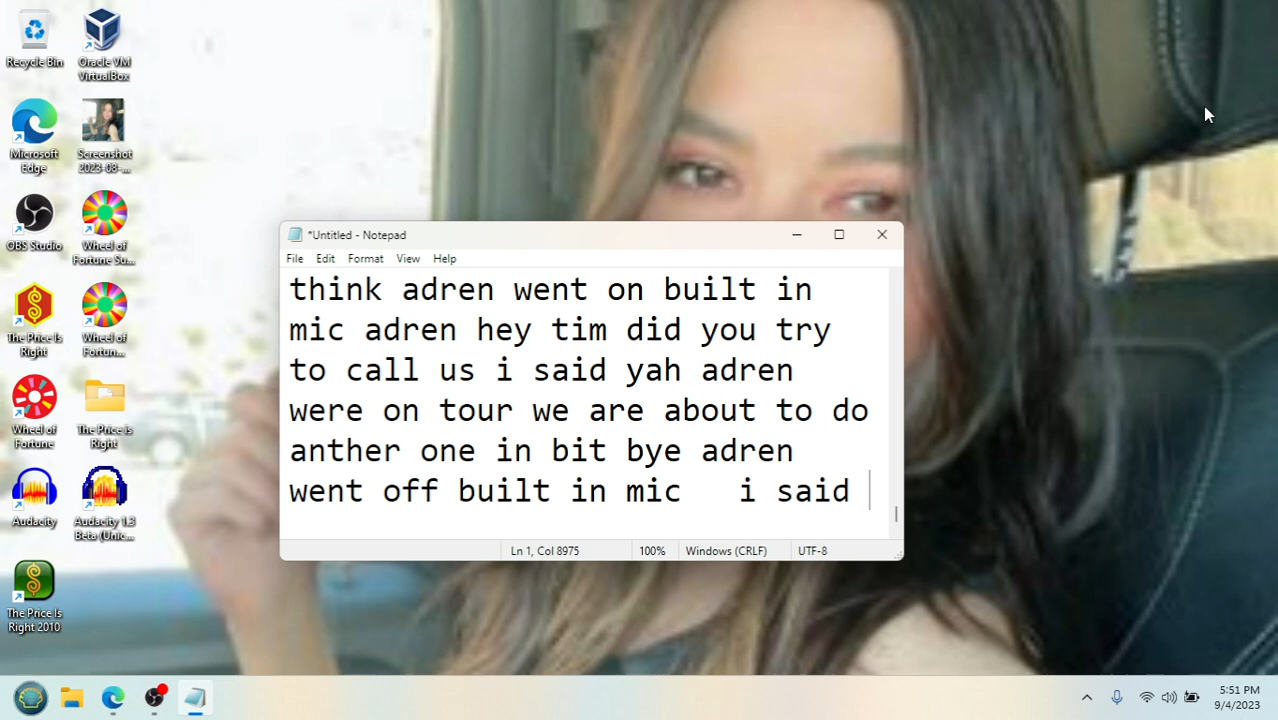 Recycle Bin
Oracle VM
VirtualBox
Microsoft
Edge
Screenshot
2023-08-...
OBS Studio
Wheel of
Fortune Su...
The Price Is
Right
Wheel of
Fortun...
Wheel of
Fortune
The Price is
Right
Audacity
Audacity 1.3
Beta (Unic...
The Price Is
Right 2010
*Untitled - Notepad
File Edit Format View Help
think adren went on built in
mic adren hey tim did you try
to call us i said yah adren
were on tour we are about to do
anther one in bit bye adren
went off built in mic i said
Ln 1, Col 8975 100% Windows (CRLF) UTF-8
5:51 PM
9/4/2023